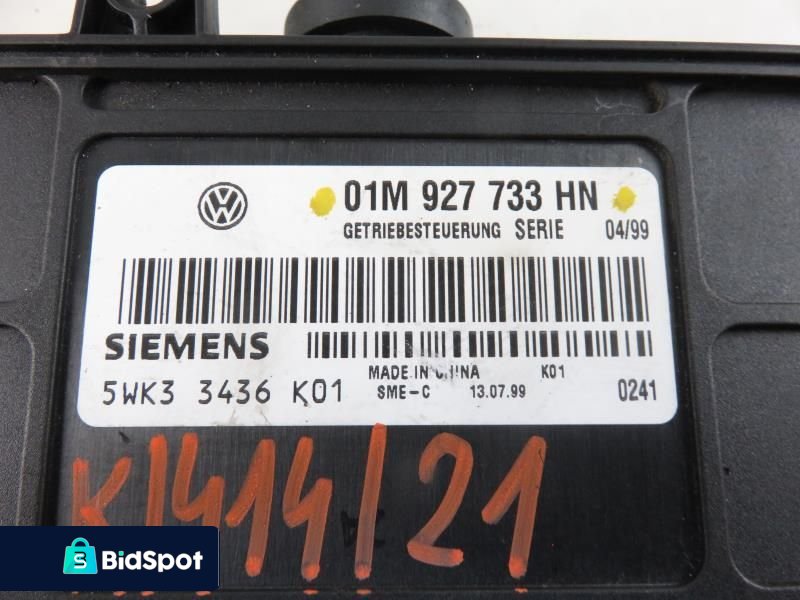 01M 927 733 HN
GETRIEBESTEUERUNG SERIE 04/99
SIEMENS
MADE IN CHINA K01
5WK3 3436 K01 SME-C 13.07.99 0241
K1414/21
BidSpot